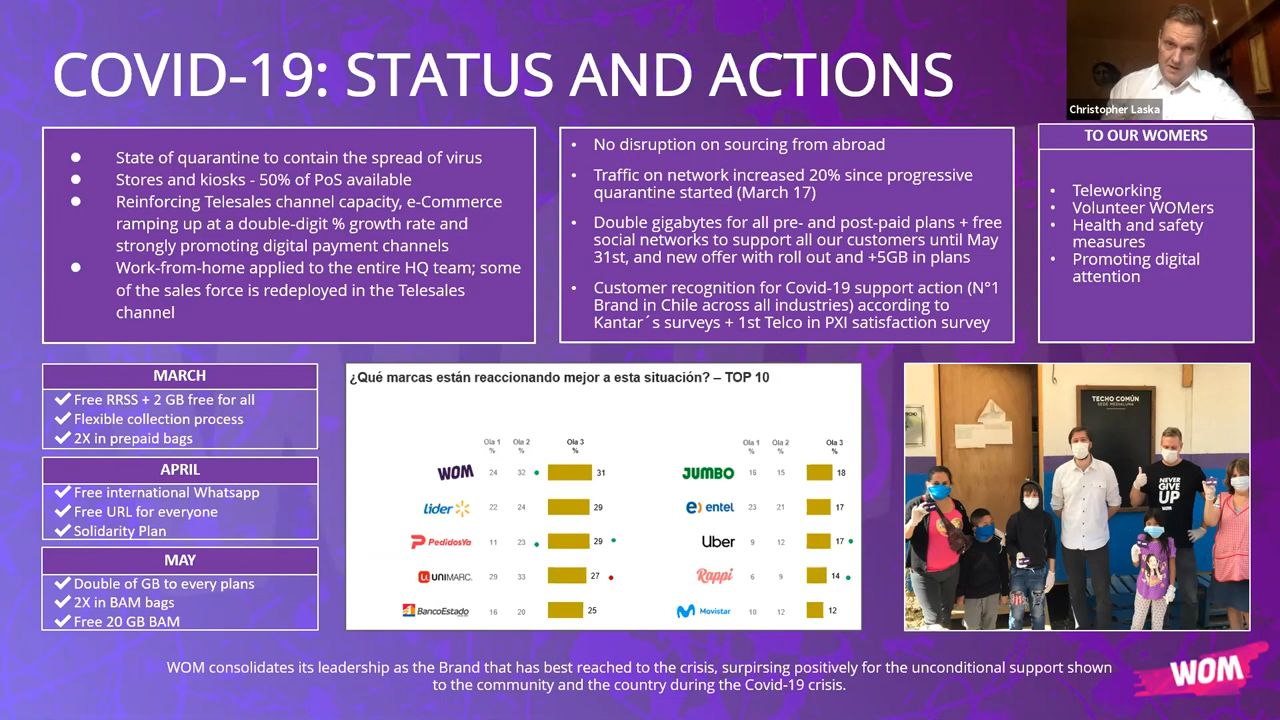 COVID-19: STATUS AND ACTIONS
Christopher Laska
● State of quarantine to contain the spread of virus
● Stores and kiosks - 50% of PoS available
● Reinforcing Telesales channel capacity, e-Commerce
ramping up at a double-digit % growth rate and
strongly promoting digital payment channels
● Work-from-home applied to the entire HQ team; some
of the sales force is redeployed in the Telesales
channel
• No disruption on sourcing from abroad
• Traffic on network increased 20% since progressive
quarantine started (March 17)
• Double gigabytes for all pre- and post-paid plans + free
social networks to support all our customers until May
31st, and new offer with roll out and +5GB in plans
• Customer recognition for Covid-19 support action (N°1
Brand in Chile across all industries) according to
Kantar´s surveys + 1st Telco in PXI satisfaction survey
TO OUR WOMERS
• Teleworking
• Volunteer WOMers
• Health and safety
measures
• Promoting digital
attention
MARCH
✔ Free RRSS + 2 GB free for all
✔ Flexible collection process
✔ 2X in prepaid bags
APRIL
✔ Free international Whatsapp
✔ Free URL for everyone
✔ Solidarity Plan
MAY
✔ Double of GB to every plans
✔ 2X in BAM bags
✔ Free 20 GB BAM
¿Qué marcas están reaccionando mejor a esta situación? – TOP 10
Ola 1 % Ola 2 % Ola 3 %
WOM 24 32 31
Lider 22 24 29
PedidosYa 11 23 29
UNIMARC 29 33 27
BancoEstado 16 20 25
Ola 1 % Ola 2 % Ola 3 %
JUMBO 16 15 18
entel 23 21 17
Uber 9 12 17
Rappi 6 9 14
Movistar 10 12 12
TECHO COMÚN
SEDE MEDIALUNA
NEVER
GIVE
UP
WOM
WOM consolidates its leadership as the Brand that has best reached to the crisis, surpirsing positively for the unconditional support shown
to the community and the country during the Covid-19 crisis.
WOM